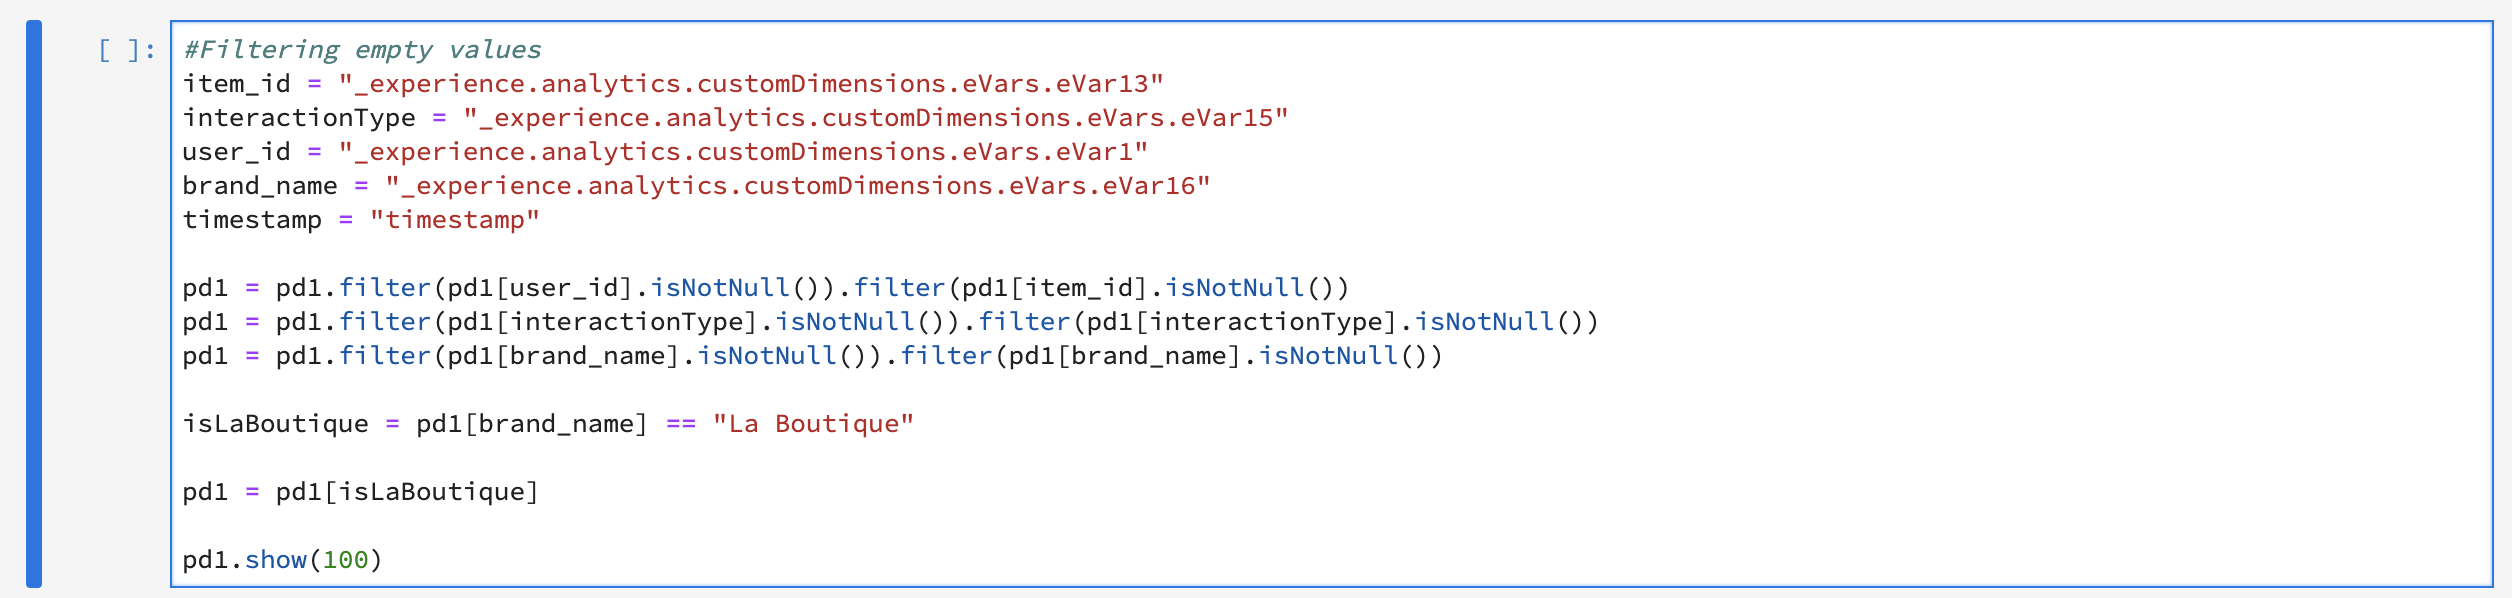 [ ]: #Filtering empty values
item_id = "_experience.analytics.customDimensions.eVars.eVar13"
interactionType = "_experience.analytics.customDimensions.eVars.eVar15"
user_id = "_experience.analytics.customDimensions.eVars.eVar1"
brand_name = "_experience.analytics.customDimensions.eVars.eVar16"
timestamp = "timestamp"
pd1 = pd1.filter(pd1[user_id].isNotNull()).filter(pd1[item_id].isNotNull())
pd1 = pd1.filter(pd1[interactionType].isNotNull()).filter(pd1[interactionType].isNotNull())
pd1 = pd1.filter(pd1[brand_name].isNotNull()).filter(pd1[brand_name].isNotNull())
isLaBoutique = pd1[brand_name] == "La Boutique"
pd1 = pd1[isLaBoutique]
pd1.show(100)